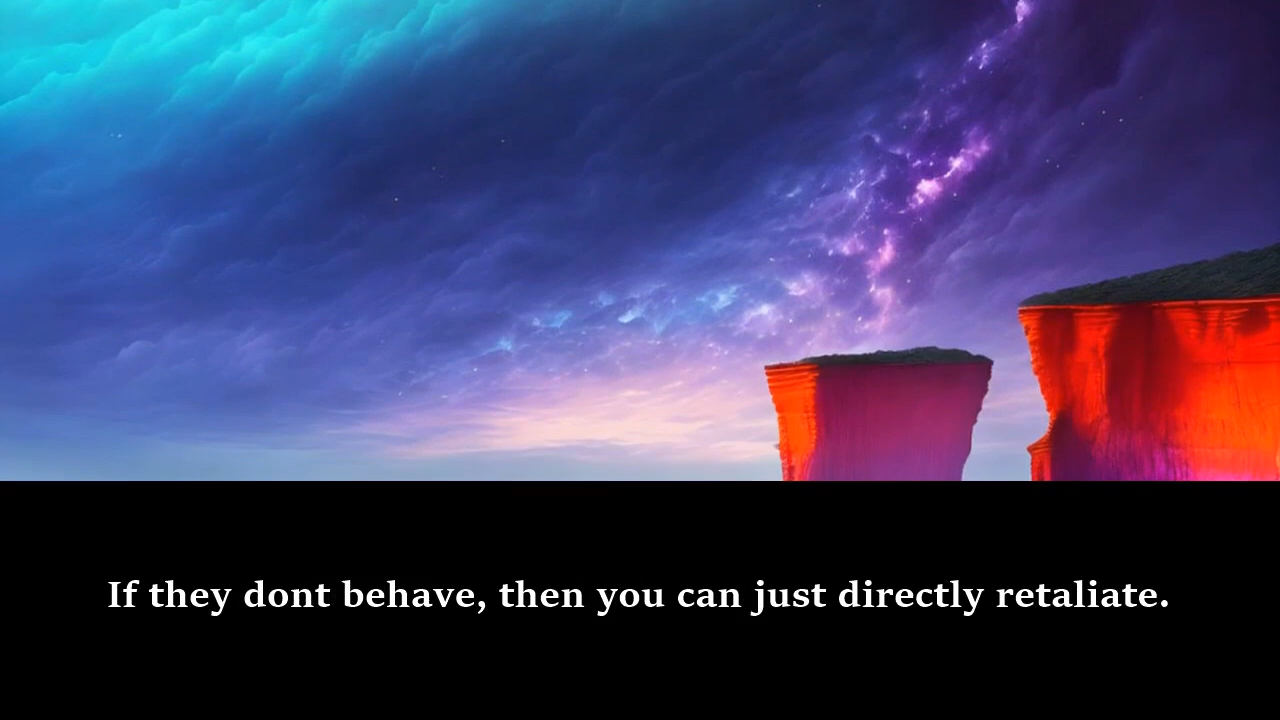 If they dont behave, then you can just directly retaliate.